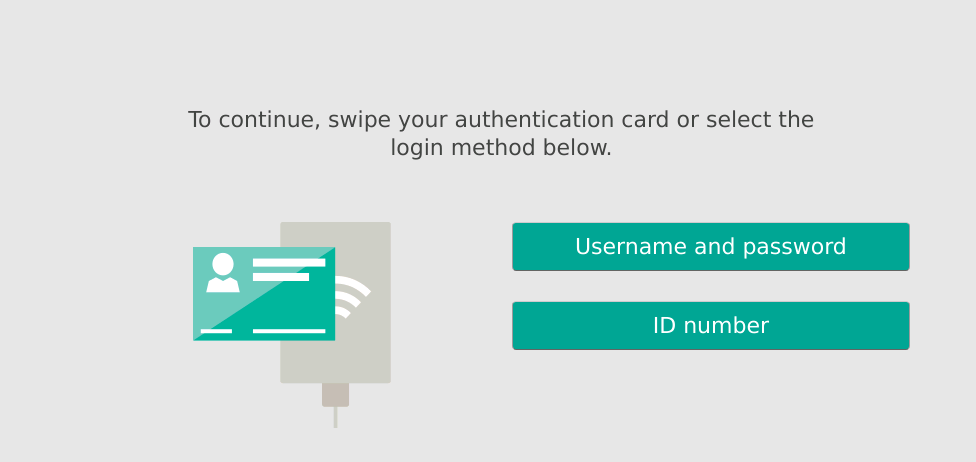 To continue, swipe your authentication card or select the
login method below.
Username and password
ID number